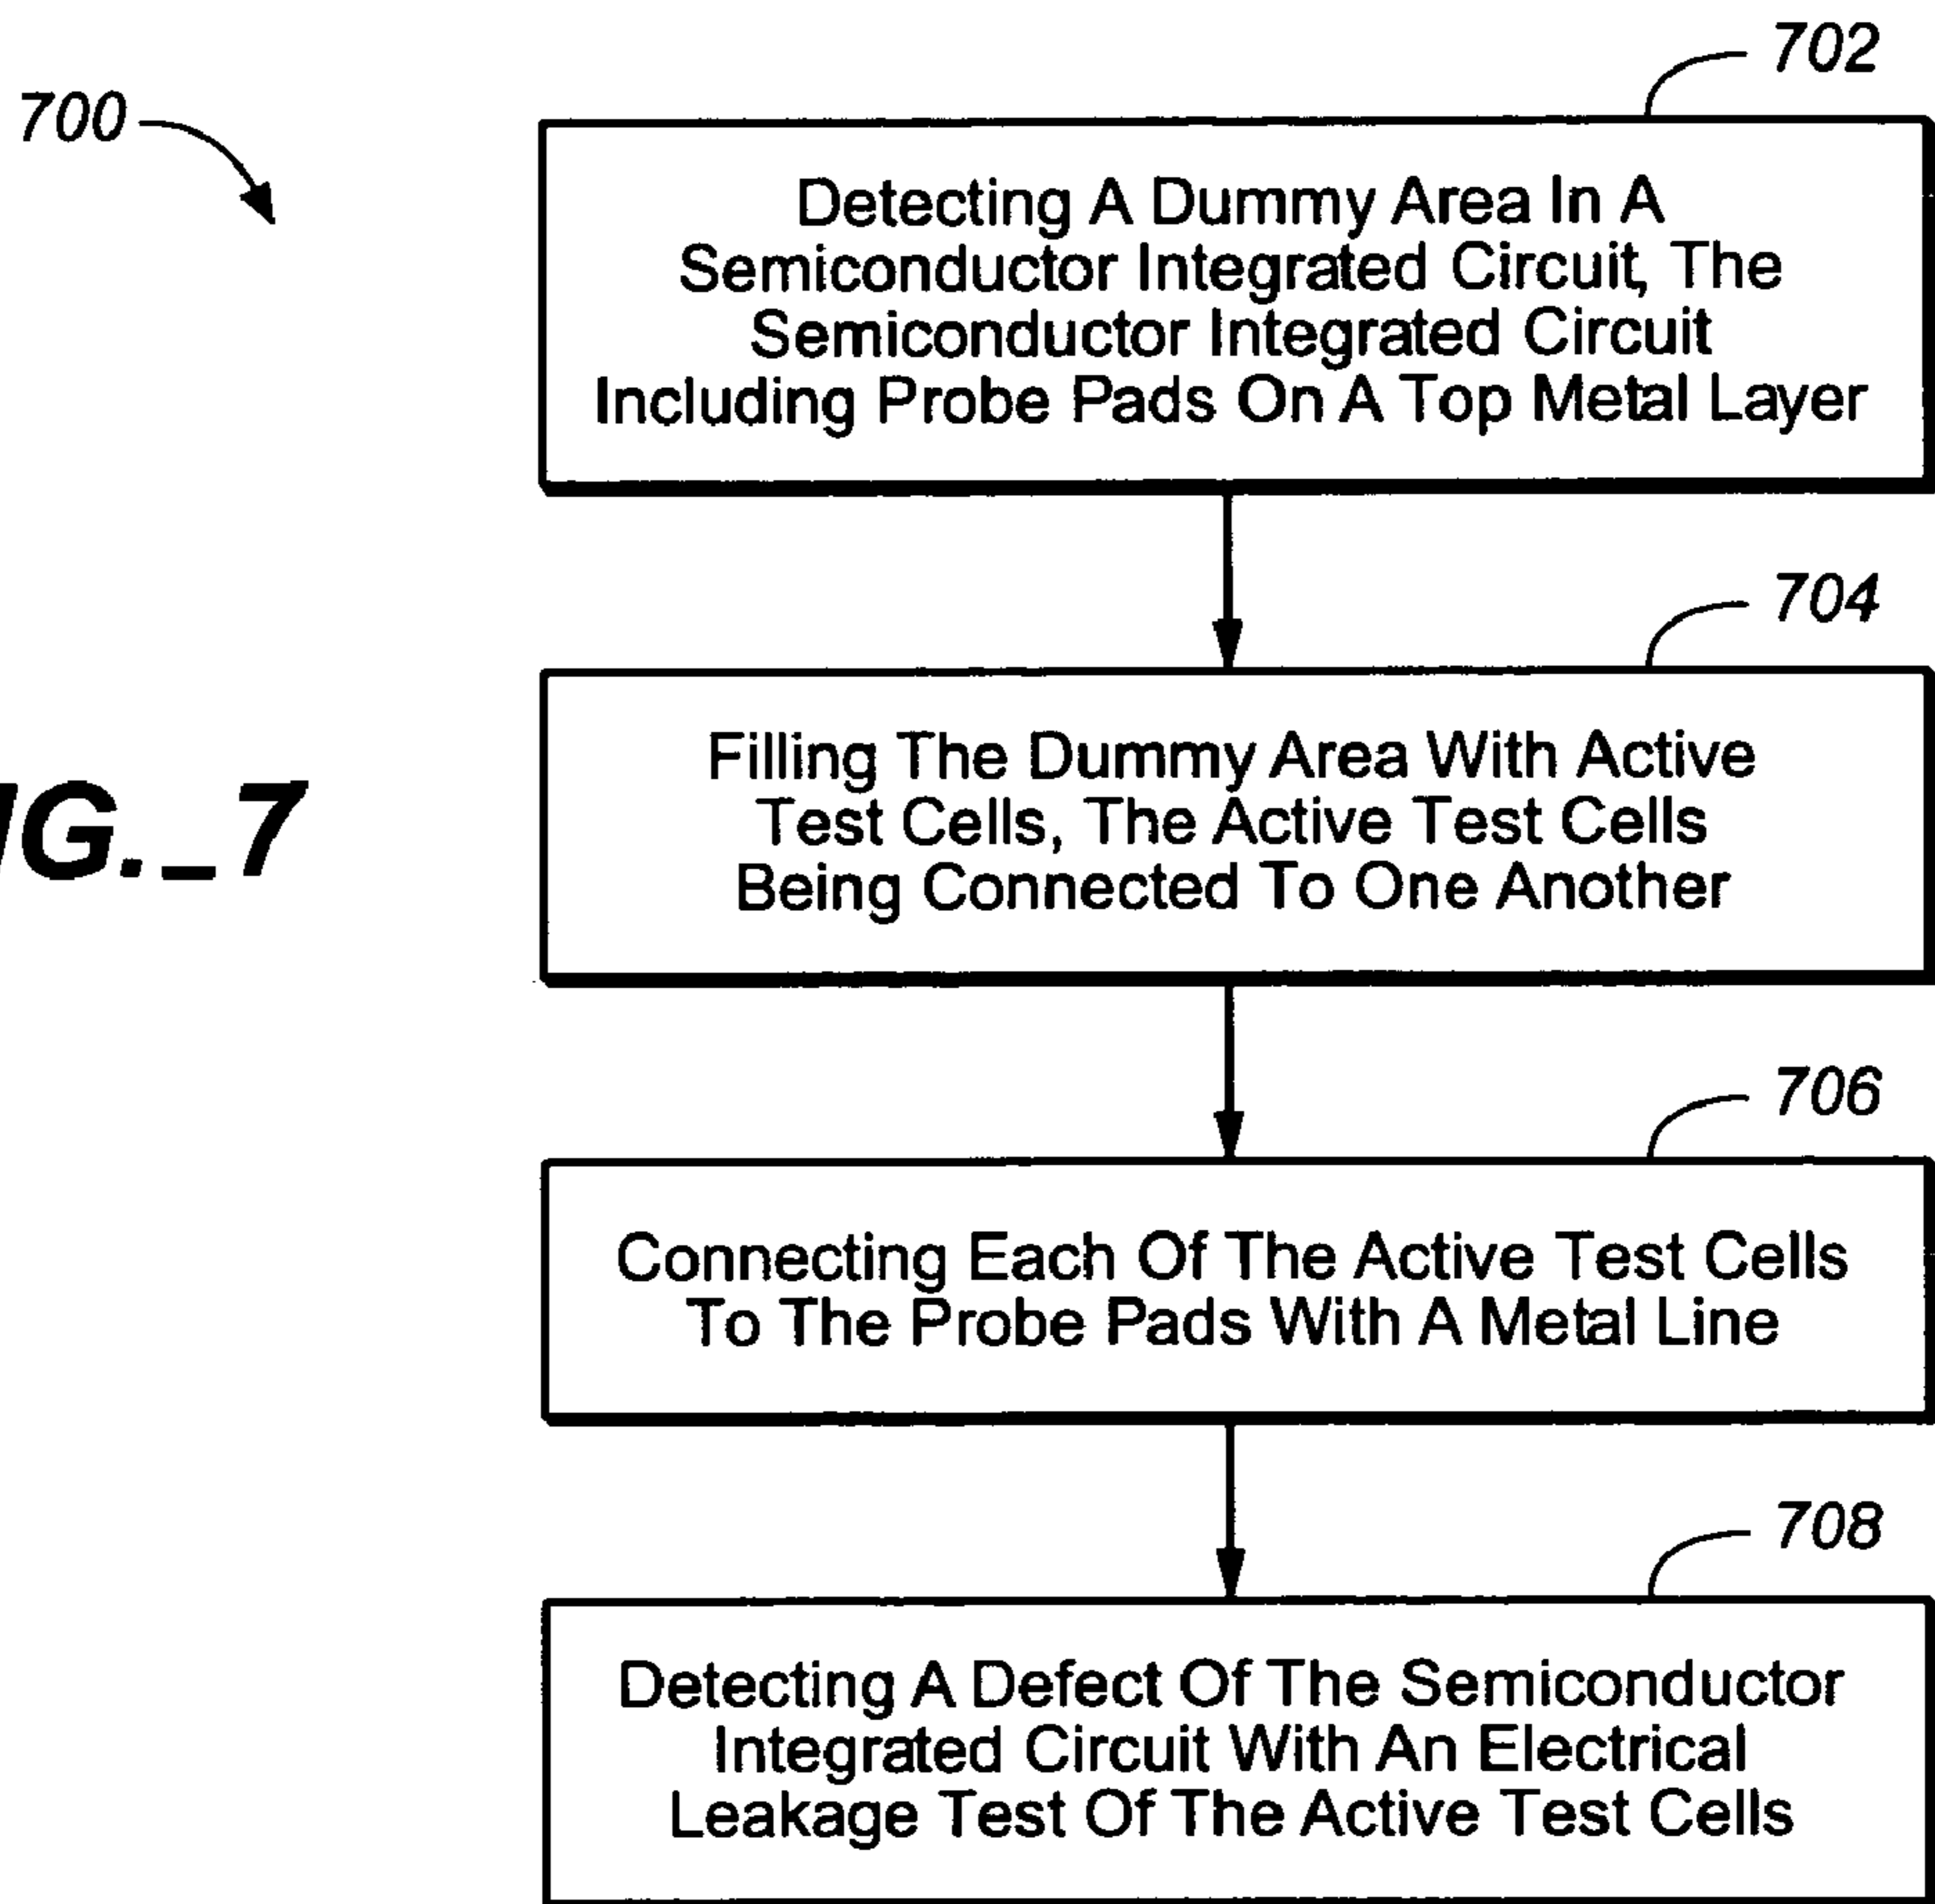 702
700
Detecting A Dummy Area In A
Semiconductor Integrated Circuit, The
Semiconductor Integrated Circuit
Including Probe Pads On A Top Metal Layer
704
Filling The Dummy Area With Active
Test Cells, The Active Test Cells
Being Connected To One Another
IG._7
706
Connecting Each Of The Active Test Cells
To The Probe Pads With A Metal Line
708
Detecting A Defect Of The Semiconductor
Integrated Circuit With An Electrical
Leakage Test Of The Active Test Cells